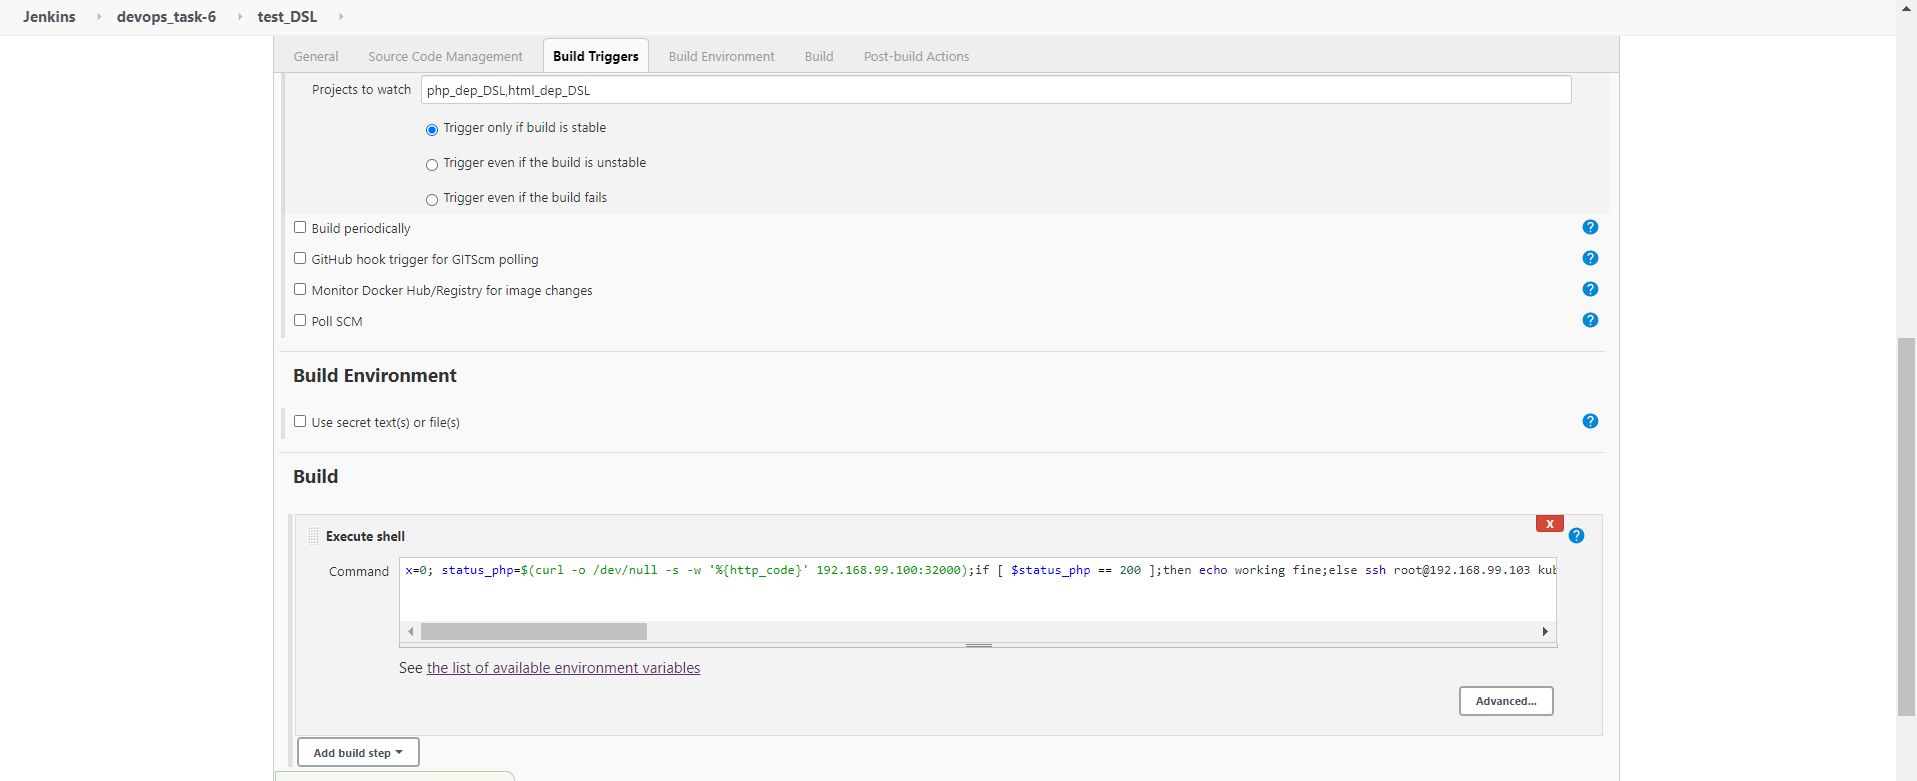 Jenkins devops_task-6 test_DSL
General Source Code Management Build Triggers Build Environment Build Post-build Actions
Projects to watch php_dep_DSL,html_dep_DSL
Trigger only if build is stable
Trigger even if the build is unstable
Trigger even if the build fails
Build periodically ?
GitHub hook trigger for GITScm polling ?
Monitor Docker Hub/Registry for image changes ?
Poll SCM ?
Build Environment
Use secret text(s) or file(s) ?
Build
X
Execute shell ?
Command x=0; status_php=$(curl -o /dev/null -s -w '%{http_code}' 192.168.99.100:32000);if [ $status_php == 200 ];then echo working fine;else ssh root@192.168.99.103 kub
See the list of available environment variables
Advanced...
Add build step